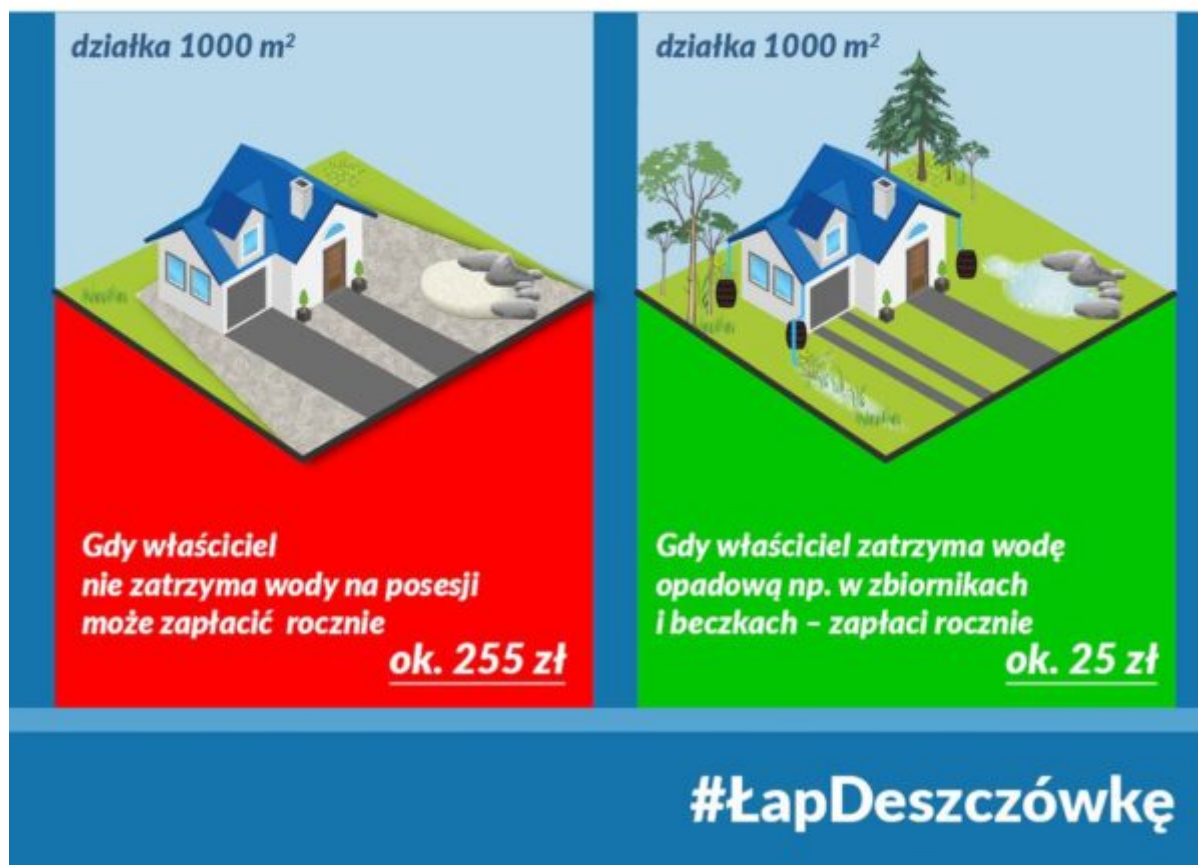 działka 1000 m²
Gdy właściciel
nie zatrzyma wody na posesji
może zapłacić rocznie
ok. 255 zł
działka 1000 m²
Gdy właściciel zatrzyma wodę
opadową np. w zbiornikach
i beczkach – zapłaci rocznie
ok. 25 zł
#ŁapDeszczówkę